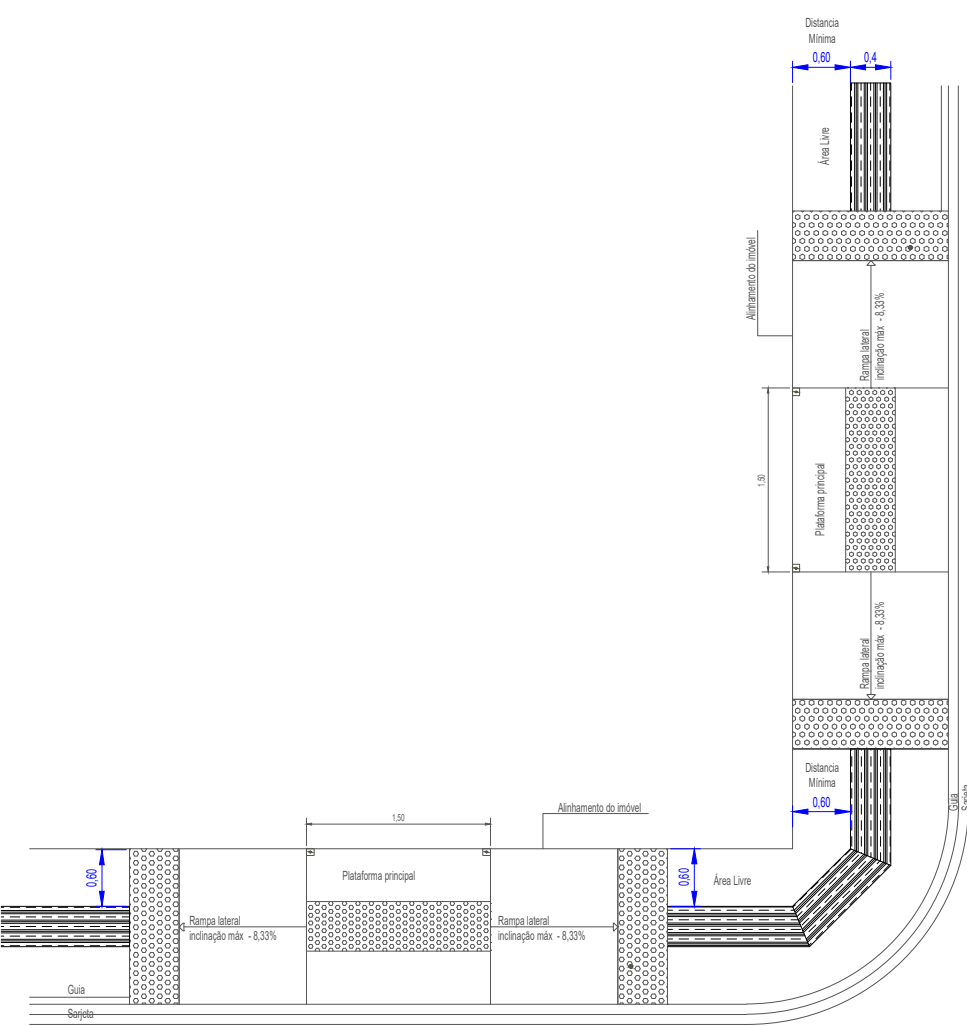 Distancia
Mínima
0,60
0,4
Área Livre
Alinhamento do imóvel
Rampa lateral
inclinação máx - 8,33%
1,50
Plataforma principal
Rampa lateral
inclinação máx - 8,33%
Distancia
Mínima
0,60
Guia
Sarjeta
Alinhamento do imóvel
1,50
0,60
Plataforma principal
0,60
Área Livre
Rampa lateral
inclinação máx - 8,33%
Rampa lateral
inclinação máx - 8,33%
Guia
Sarjeta